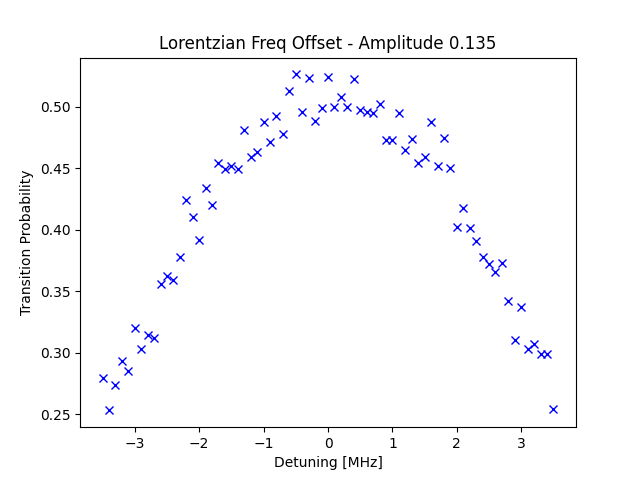 Lorentzian Freq Offset - Amplitude 0.135
Transition Probability
0.50
0.45
0.40
0.35
0.30
0.25
−3 −2 −1 0 1 2 3
Detuning [MHz]